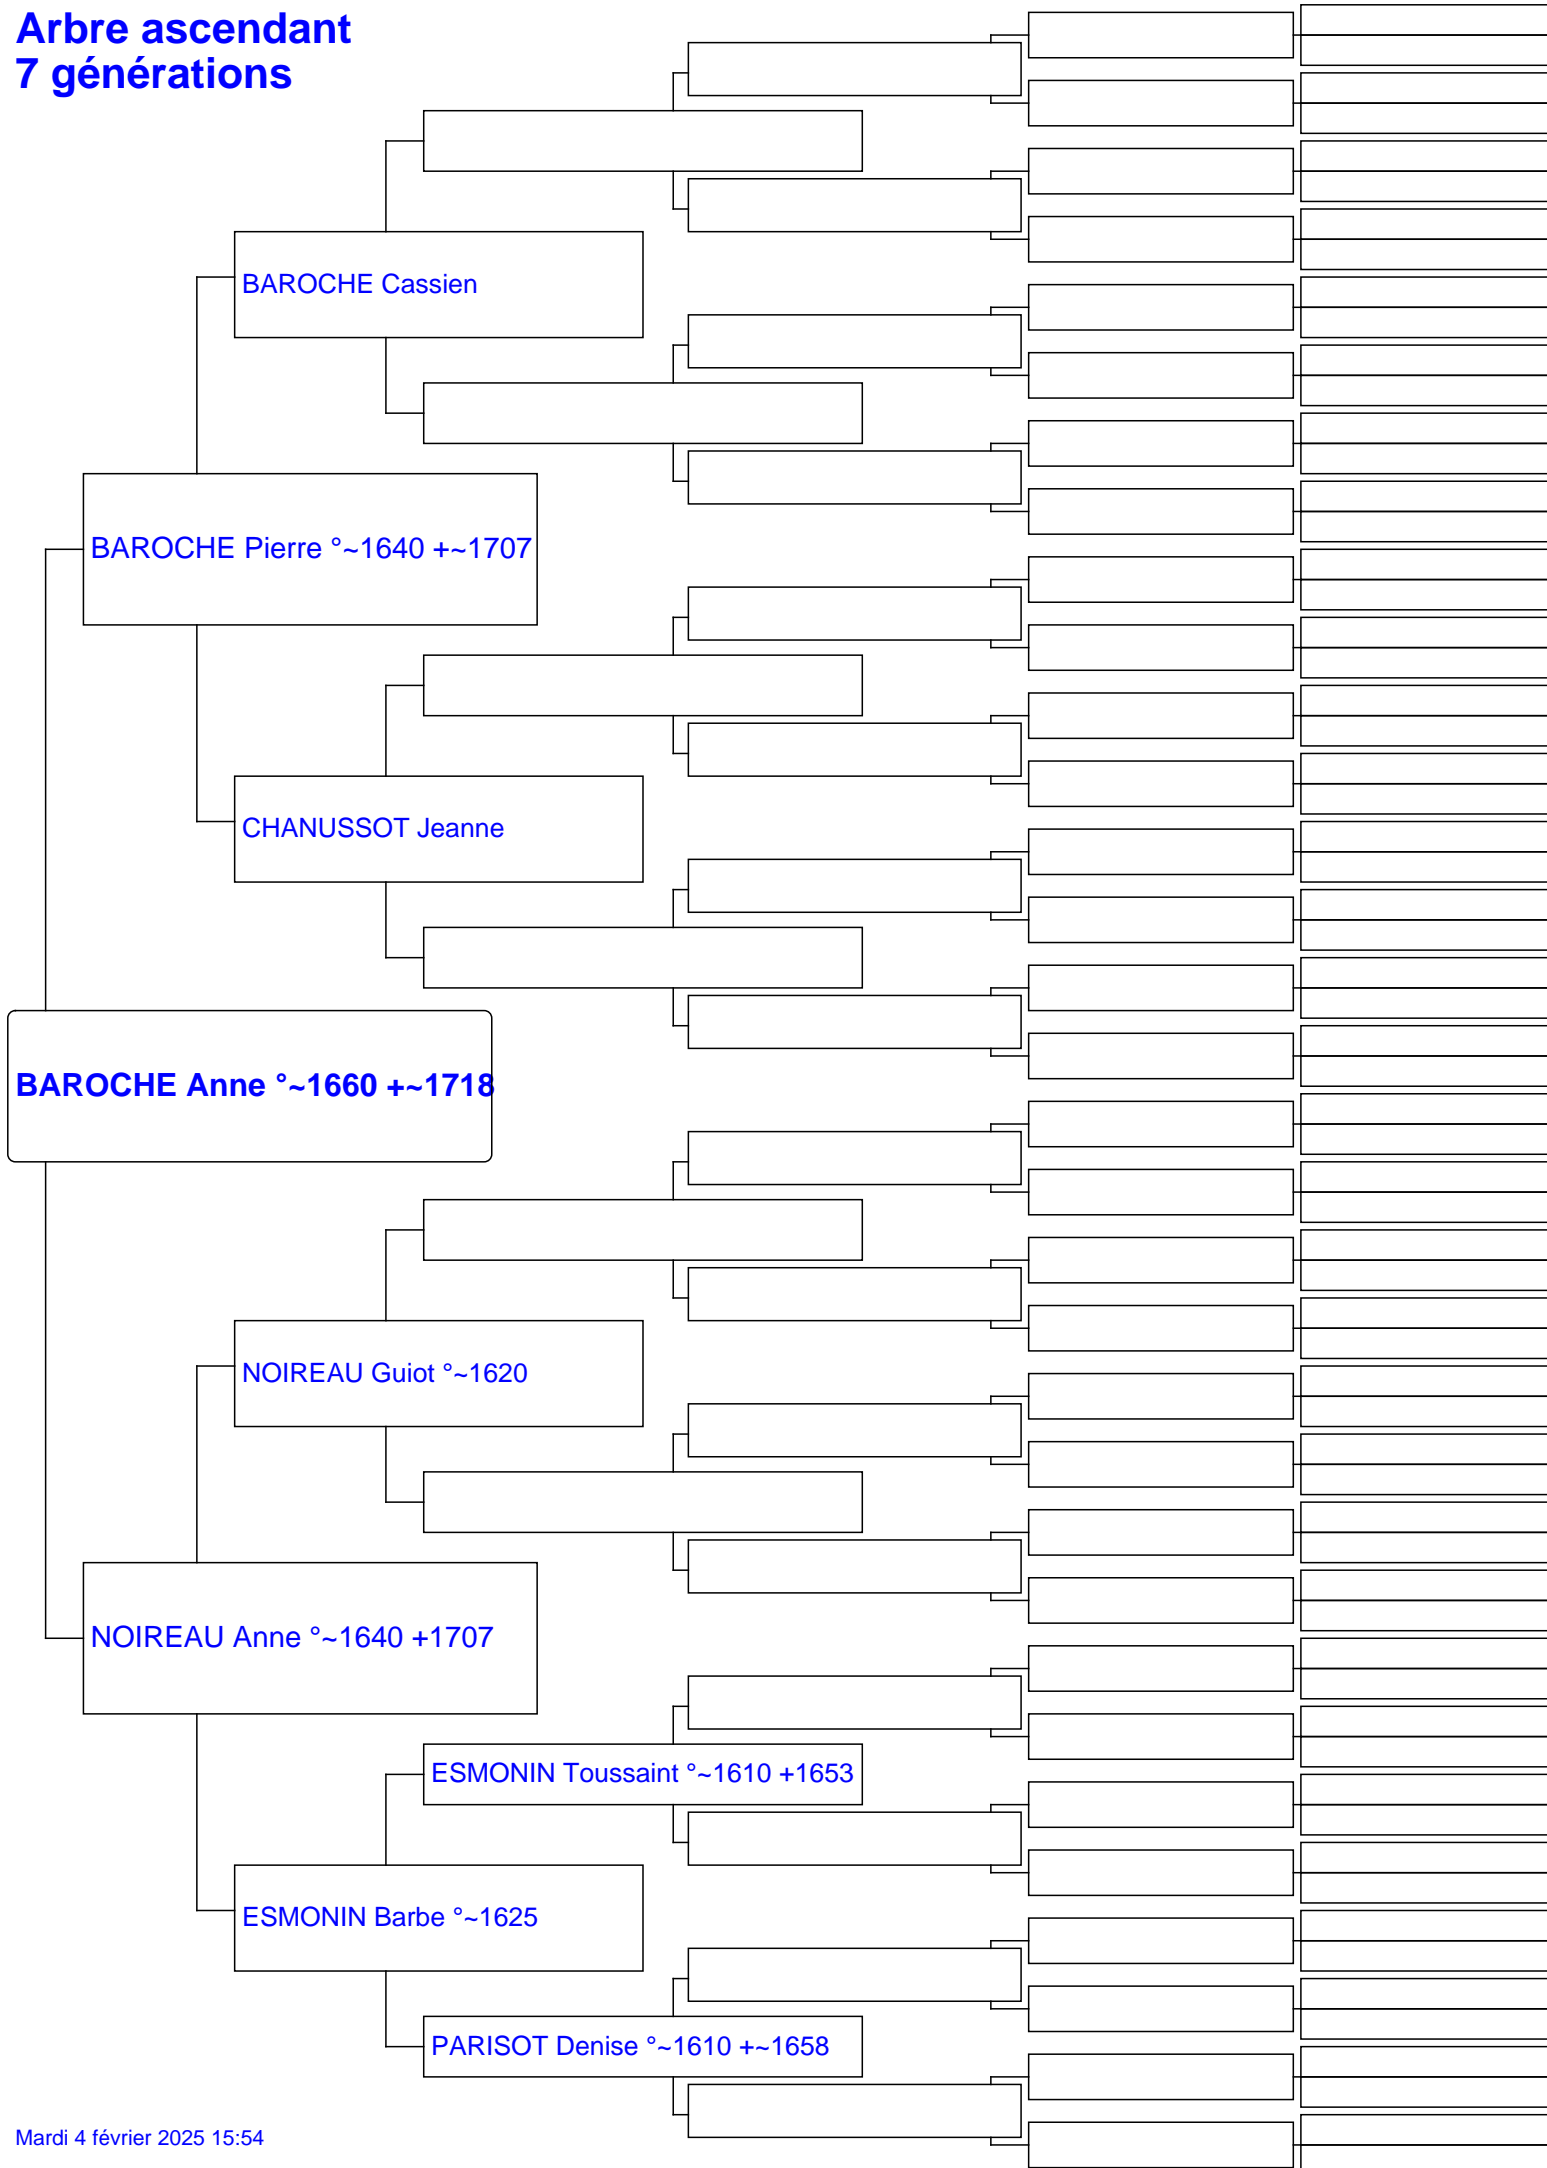 Arbre ascendant
7 générations
BAROCHE Cassien
BAROCHE Pierre °~1640 +~1707
CHANUSSOT Jeanne
BAROCHE Anne °~1660 +~1718
NOIREAU Guiot °~1620
NOIREAU Anne °~1640 +1707
ESMONIN Toussaint °~1610 +1653
ESMONIN Barbe °~1625
PARISOT Denise °~1610 +~1658
Mardi 4 février 2025 15:54